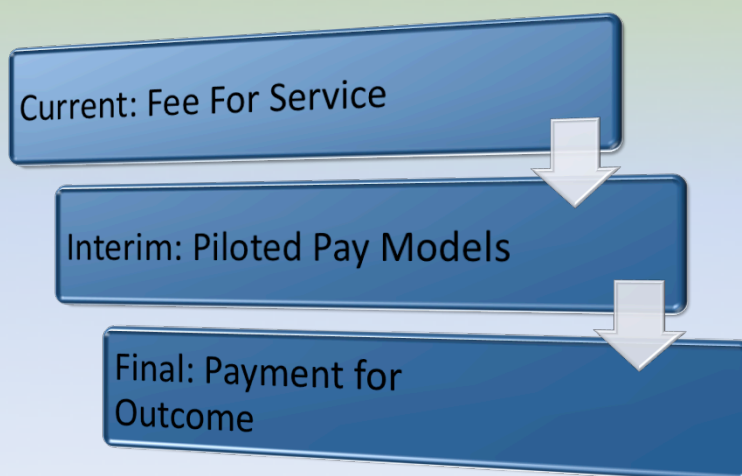 Current: Fee For Service
Interim: Piloted Pay Models
Final: Payment for
Outcome